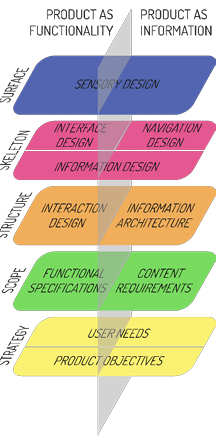 PRODUCT AS FUNCTIONALITY
PRODUCT AS INFORMATION
SURFACE
SENSORY DESIGN
SKELETON
INTERFACE DESIGN
NAVIGATION DESIGN
INFORMATION DESIGN
STRUCTURE
INTERACTION DESIGN
INFORMATION ARCHITECTURE
SCOPE
FUNCTIONAL SPECIFICATIONS
CONTENT REQUIREMENTS
STRATEGY
USER NEEDS
PRODUCT OBJECTIVES